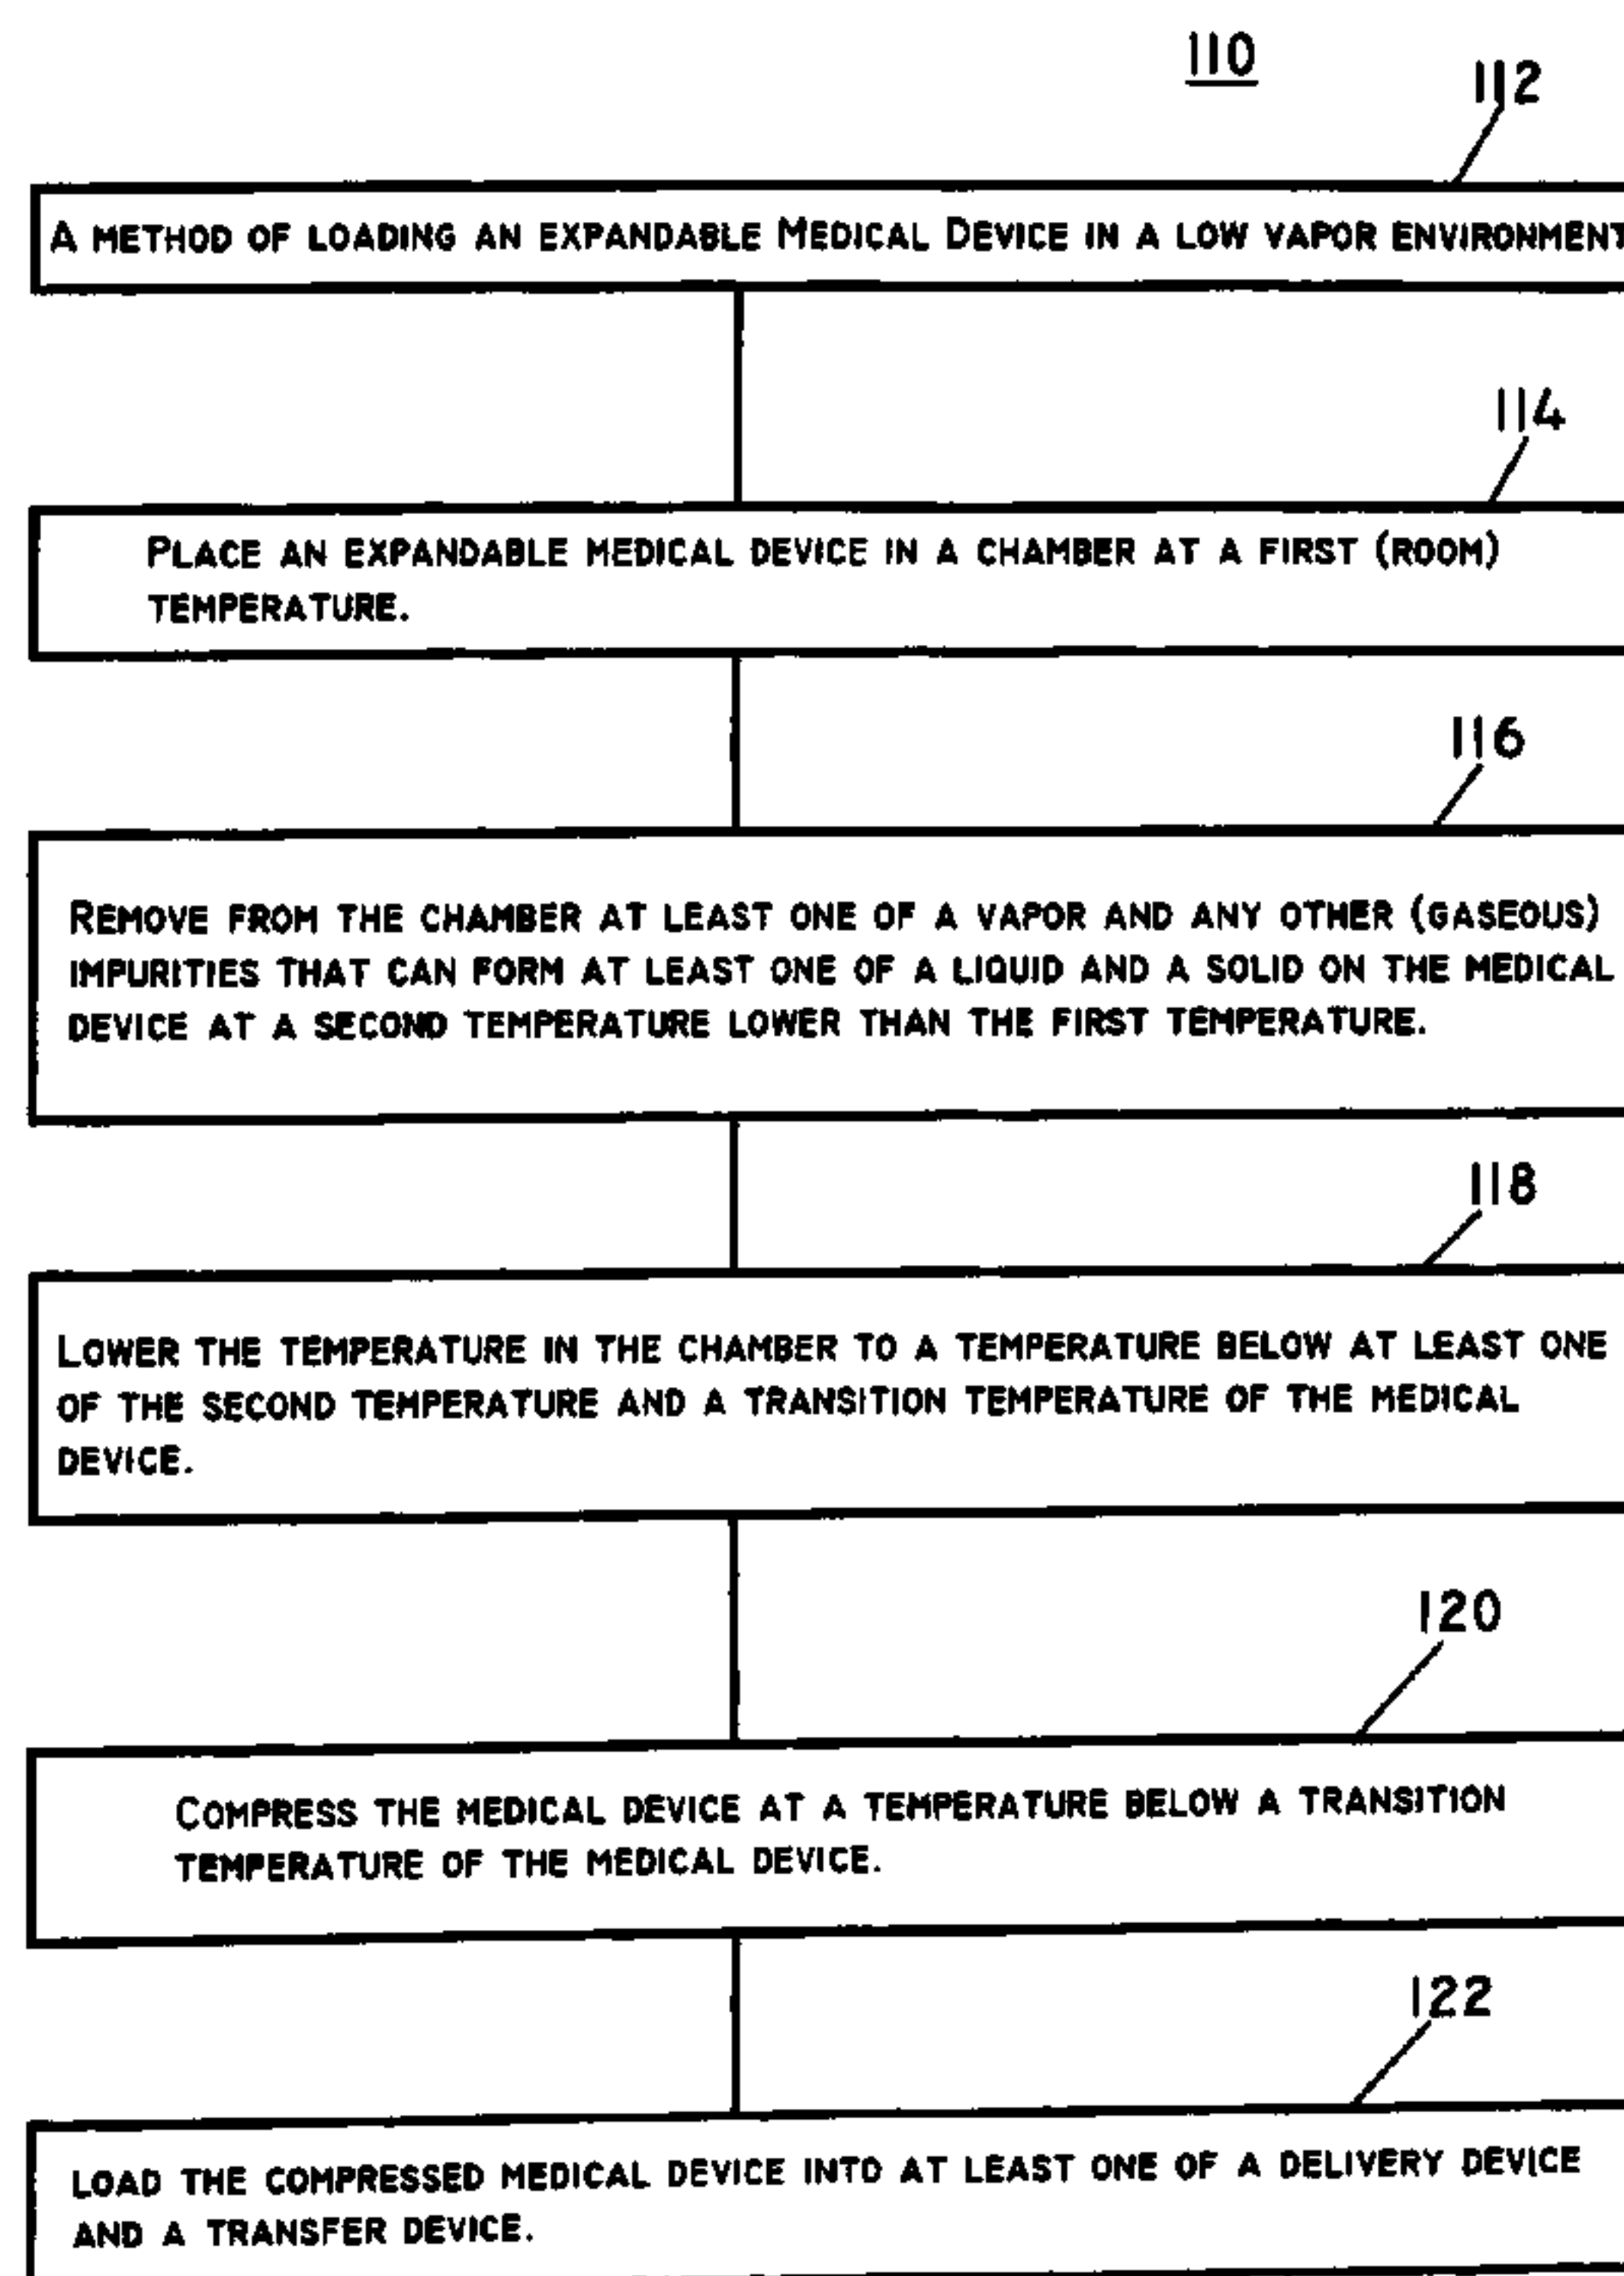 110
112
A METHOD OF LOADING AN EXPANDABLE MEDICAL DEVICE IN A LOW VAPOR ENVIRONMENT
114
PLACE AN EXPANDABLE MEDICAL DEVICE IN A CHAMBER AT A FIRST (ROOM)
TEMPERATURE.
116
REMOVE FROM THE CHAMBER AT LEAST ONE OF A VAPOR AND ANY OTHER (GASEOUS)
IMPURITIES THAT CAN FORM AT LEAST ONE OF A LIQUID AND A SOLID ON THE MEDICAL
DEVICE AT A SECOND TEMPERATURE LOWER THAN THE FIRST TEMPERATURE.
118
LOWER THE TEMPERATURE IN THE CHAMBER TO A TEMPERATURE BELOW AT LEAST ONE
OF THE SECOND TEMPERATURE AND A TRANSITION TEMPERATURE OF THE MEDICAL
DEVICE.
120
COMPRESS THE MEDICAL DEVICE AT A TEMPERATURE BELOW A TRANSITION
TEMPERATURE OF THE MEDICAL DEVICE.
122
LOAD THE COMPRESSED MEDICAL DEVICE INTO AT LEAST ONE OF A DELIVERY DEVICE
AND A TRANSFER DEVICE.